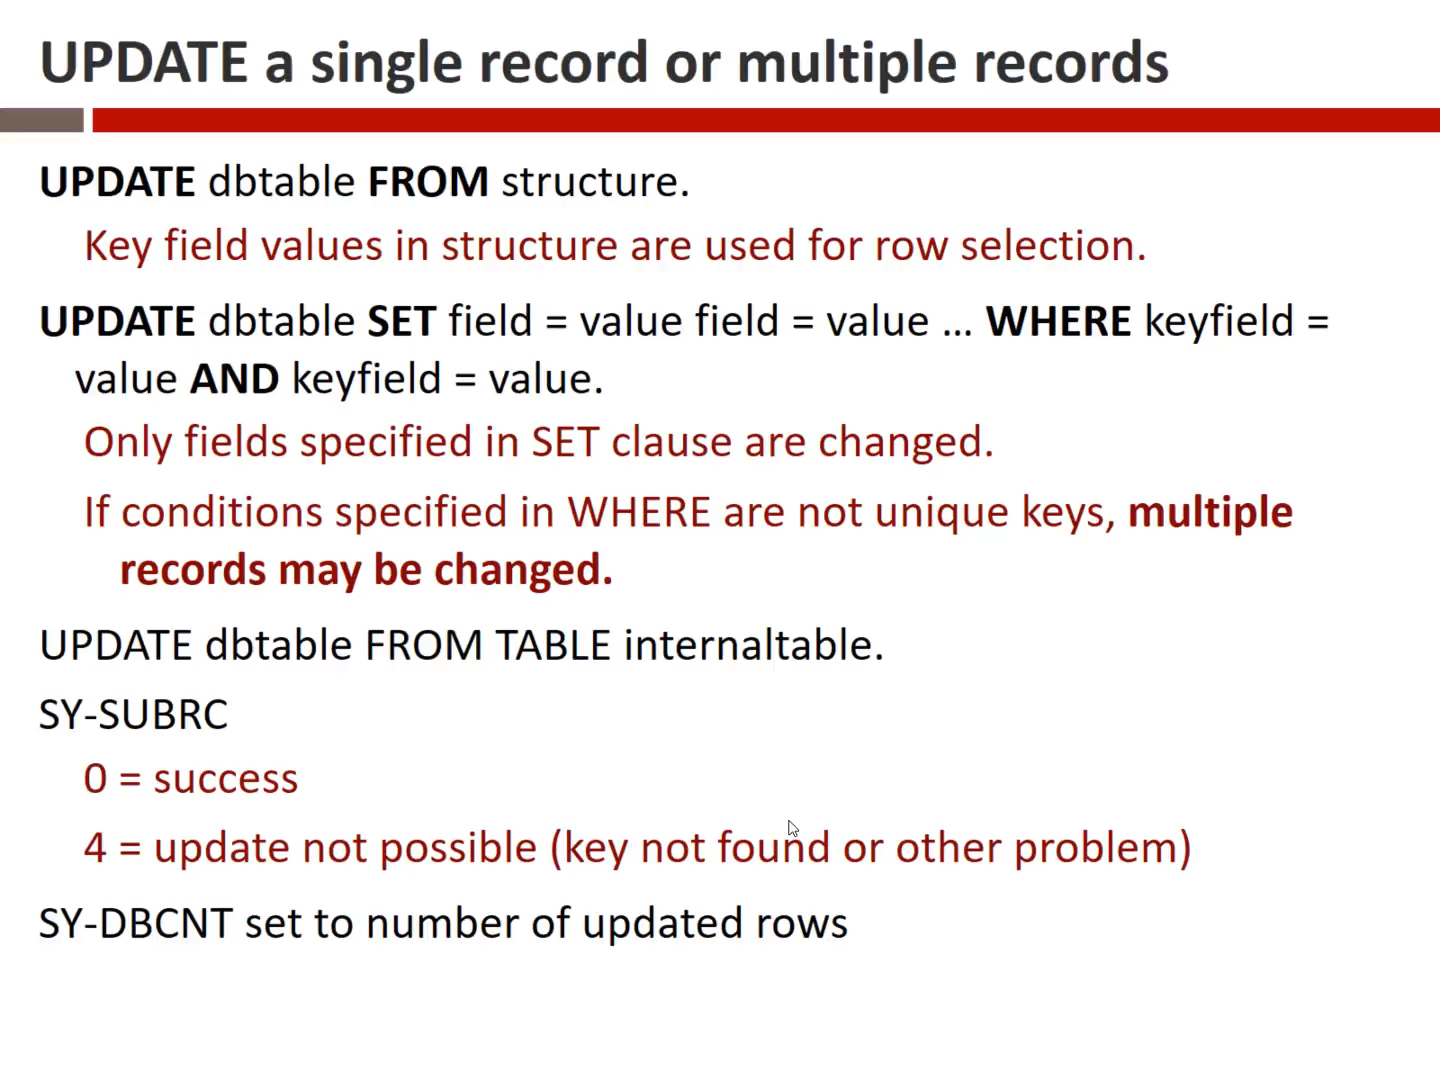 UPDATE a single record or multiple records
UPDATE dbtable FROM structure.
Key field values in structure are used for row selection.
UPDATE dbtable SET field = value field = value ... WHERE keyfield =
value AND keyfield = value.
Only fields specified in SET clause are changed.
If conditions specified in WHERE are not unique keys, multiple
records may be changed.
UPDATE dbtable FROM TABLE internaltable.
SY-SUBRC
0 = success
4 = update not possible (key not found or other problem)
SY-DBCNT set to number of updated rows